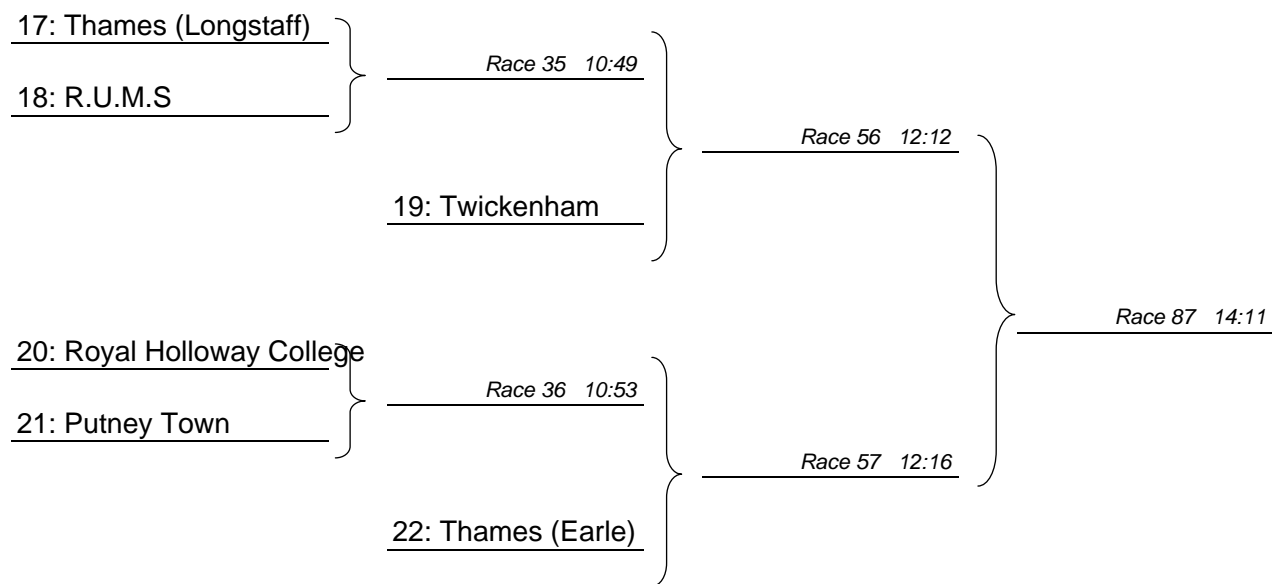 17: Thames (Longstaff)
Race 35 10:49
18: R.U.M.S
Race 56 12:12
19: Twickenham
Race 87 14:11
20: Royal Holloway College
Race 36 10:53
21: Putney Town
Race 57 12:16
22: Thames (Earle)